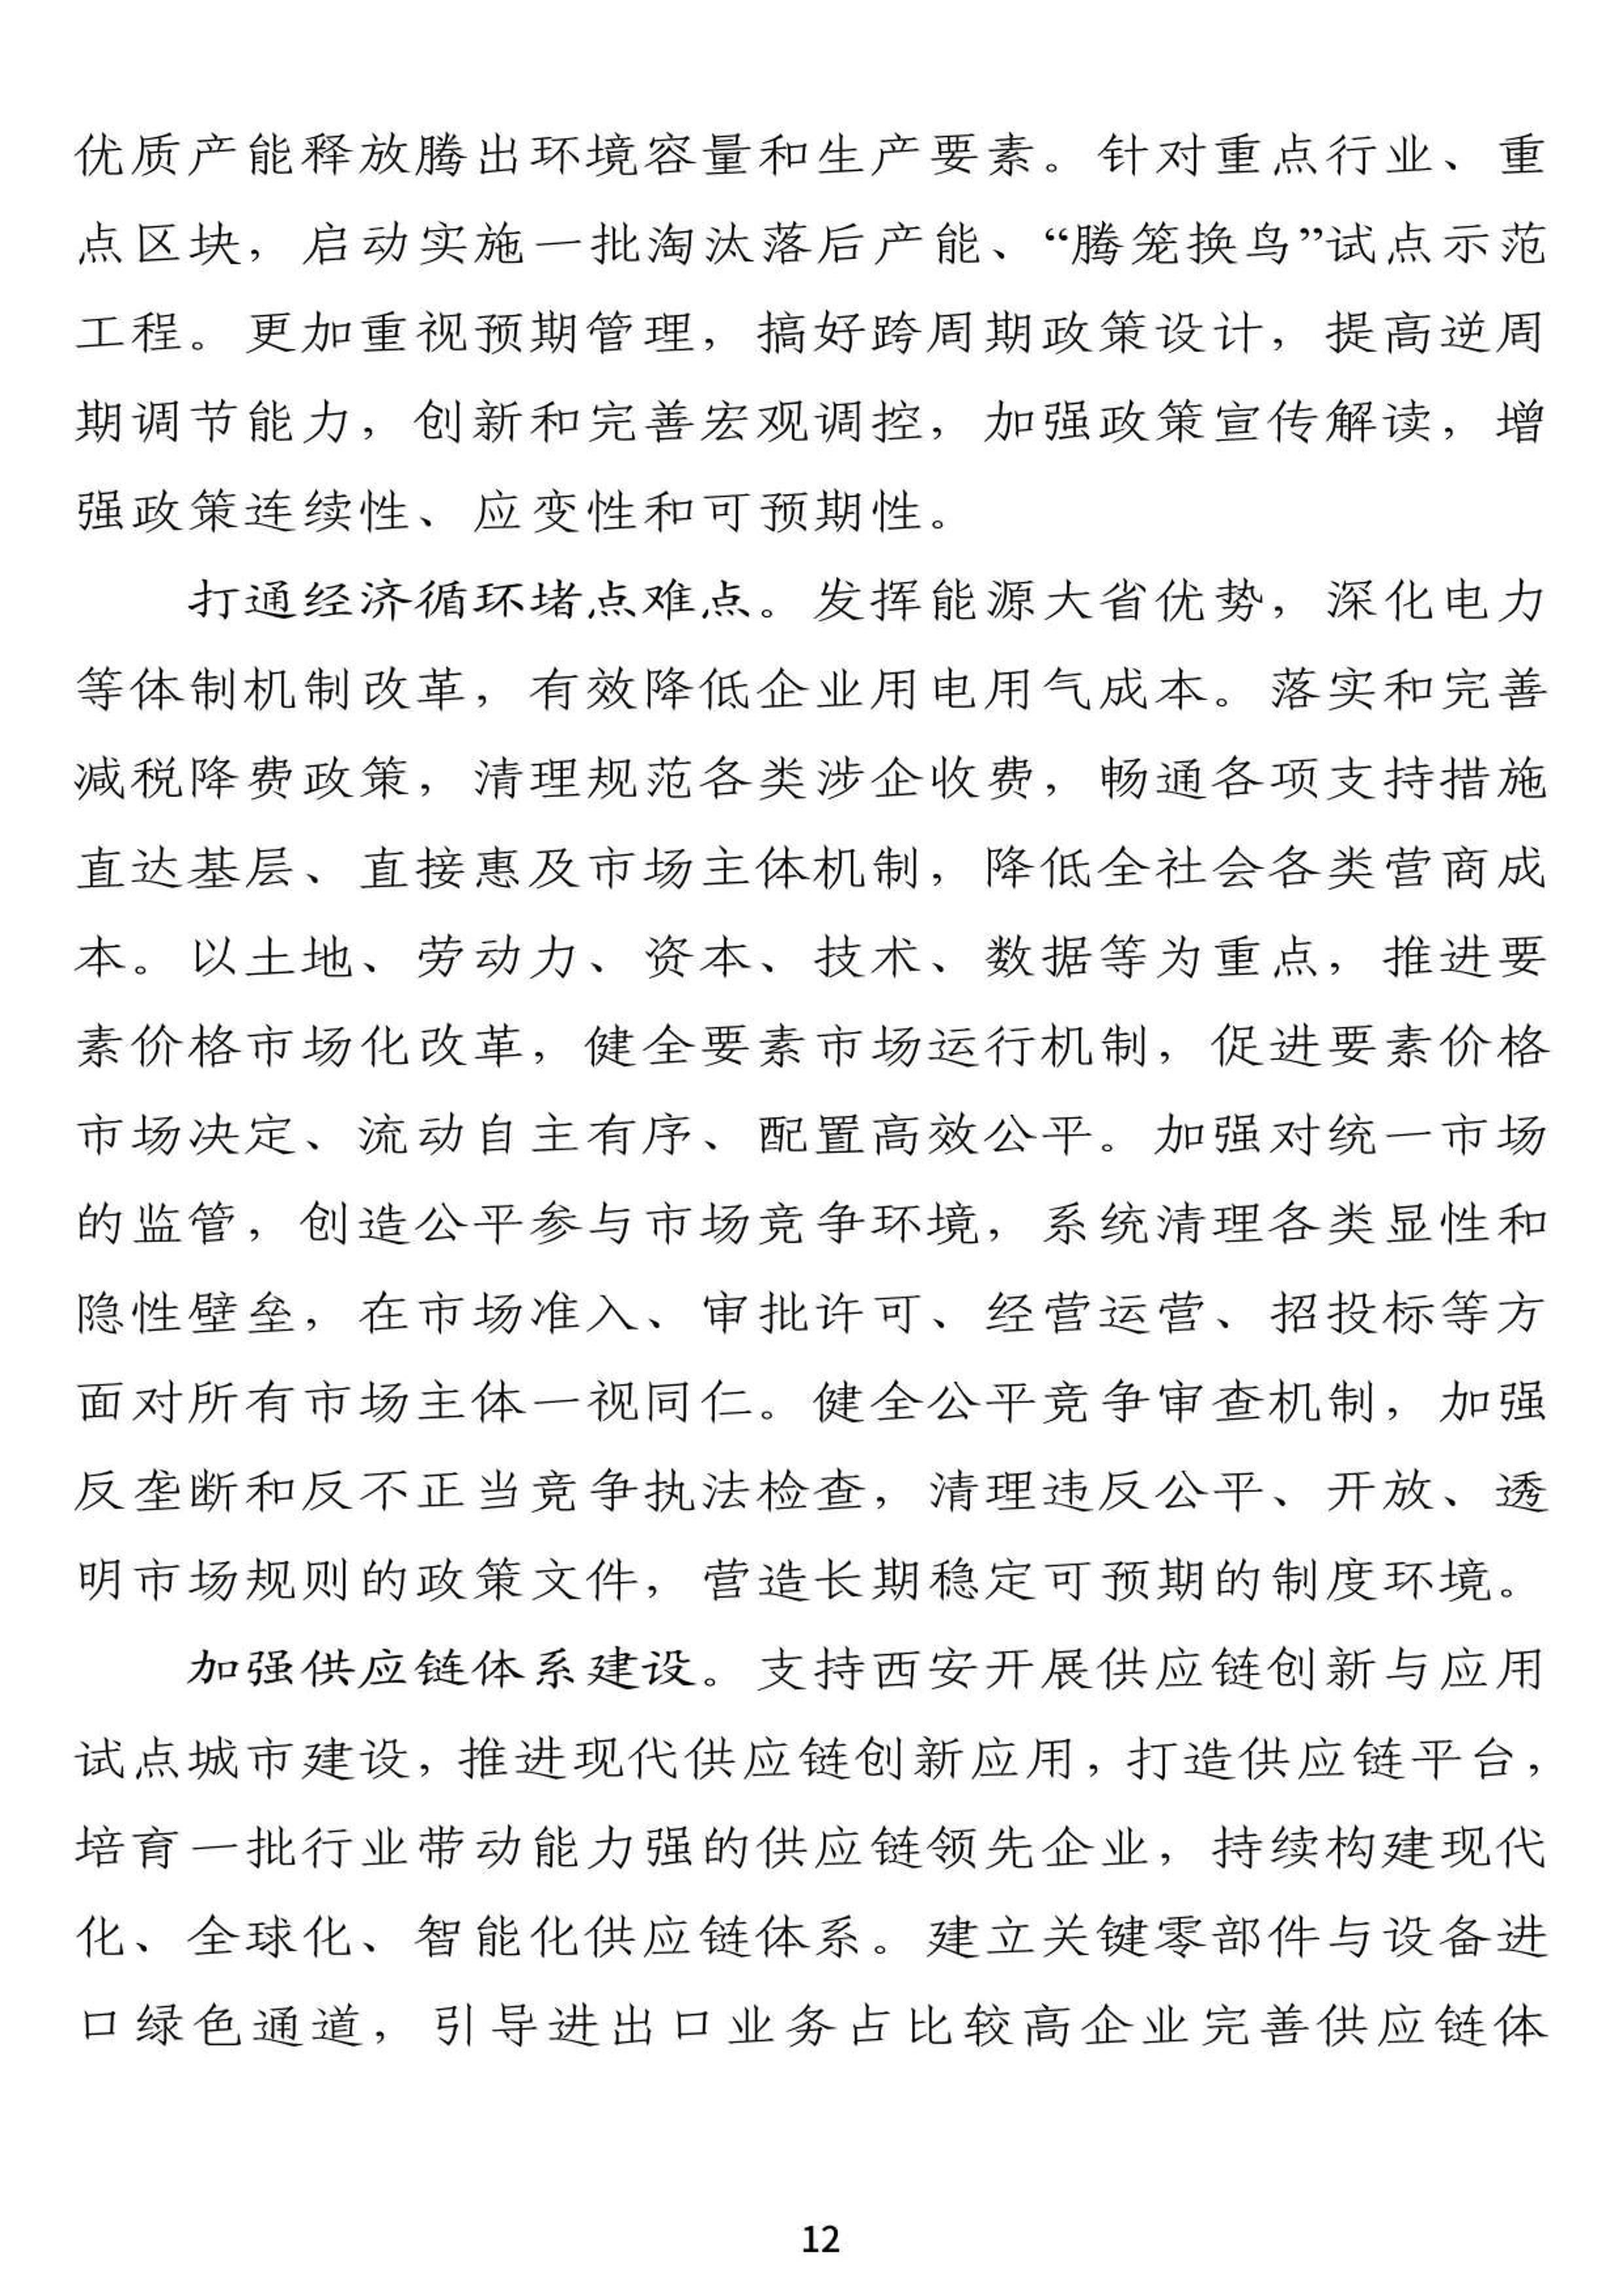 优质产能释放腾出环境容量和生产要素。针对重点行业、重
点区块，启动实施一批淘汰落后产能、“腾笼换鸟”试点示范
工程。更加重视预期管理，搞好跨周期政策设计，提高逆周
期调节能力，创新和完善宏观调控，加强政策宣传解读，增
强政策连续性、应变性和可预期性。
打通经济循环堵点难点。发挥能源大省优势，深化电力
等体制机制改革，有效降低企业用电用气成本。落实和完善
减税降费政策，清理规范各类涉企收费，畅通各项支持措施
直达基层、直接惠及市场主体机制，降低全社会各类营商成
本。以土地、劳动力、资本、技术、数据等为重点，推进要
素价格市场化改革，健全要素市场运行机制，促进要素价格
市场决定、流动自主有序、配置高效公平。加强对统一市场
的监管，创造公平参与市场竞争环境，系统清理各类显性和
隐性壁垒，在市场准入、审批许可、经营运营、招投标等方
面对所有市场主体一视同仁。健全公平竞争审查机制，加强
反垄断和反不正当竞争执法检查，清理违反公平、开放、透
明市场规则的政策文件，营造长期稳定可预期的制度环境。
加强供应链体系建设。支持西安开展供应链创新与应用
试点城市建设，推进现代供应链创新应用，打造供应链平台，
培育一批行业带动能力强的供应链领先企业，持续构建现代
化、全球化、智能化供应链体系。建立关键零部件与设备进
口绿色通道，引导进出口业务占比较高企业完善供应链体
12